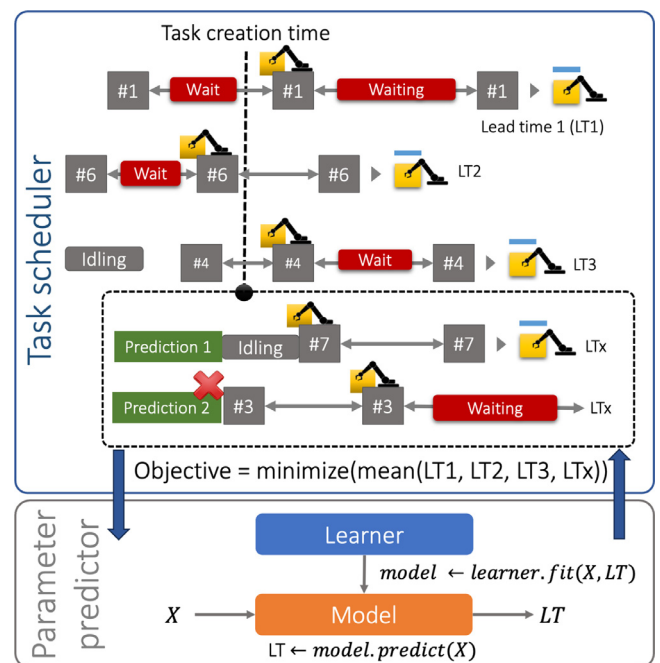 Task creation time
#1 Wait #1 Waiting #1
Lead time 1 (LT1)
#6 Wait #6 #6 LT2
Idling #4 #4 Wait #4 LT3
Prediction 1 Idling #7 #7 LTx
Prediction 2 #3 #3 Waiting LTx
Objective = minimize(mean(LT1, LT2, LT3, LTx))
Task scheduler
Learner
model ← learner.fit(X, LT)
X Model LT
LT ← model.predict(X)
Parameter
predictor